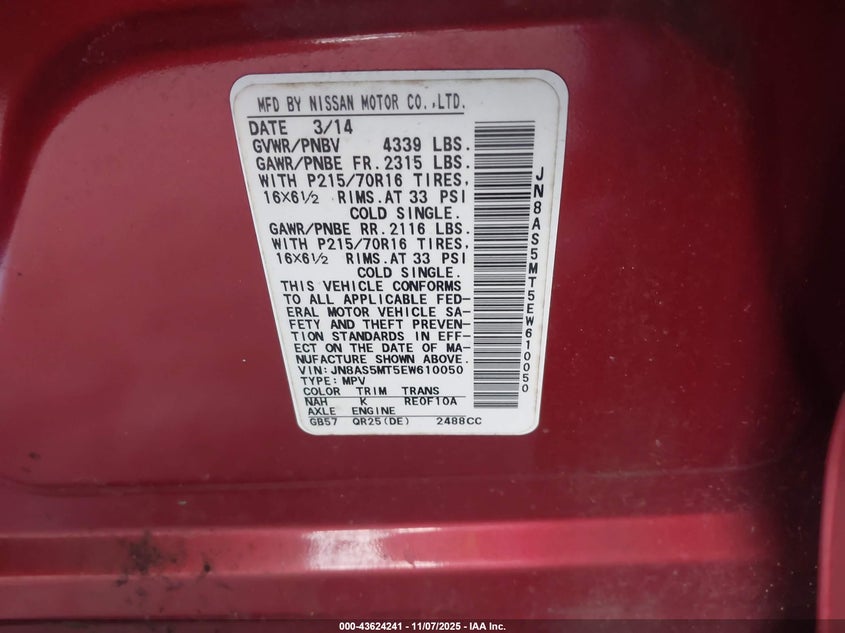 MFD BY NISSAN MOTOR CO.,LTD.
DATE 3/14
GVWR/PNBV 4339 LBS.
GAWR/PNBE FR. 2315 LBS.
WITH P215/70R16 TIRES,
16×6½ RIMS.AT 33 PSI
COLD SINGLE.
GAWR/PNBE RR. 2116 LBS.
WITH P215/70R16 TIRES,
16×6½ RIMS.AT 33 PSI
COLD SINGLE.
THIS VEHICLE CONFORMS
TO ALL APPLICABLE FED-
ERAL MOTOR VEHICLE SA-
FETY AND THEFT PREVEN-
TION STANDARDS IN EFF-
ECT ON THE DATE OF MA-
NUFACTURE SHOWN ABOVE.
VIN:JN8AS5MT5EW610050
TYPE:MPV
COLOR TRIM TRANS
NAH K RE0F10A
AXLE ENGINE
GB57 QR25(DE) 2488CC
JN8AS5MT5EW610050
000-43624241 - 11/07/2025 - IAA Inc.